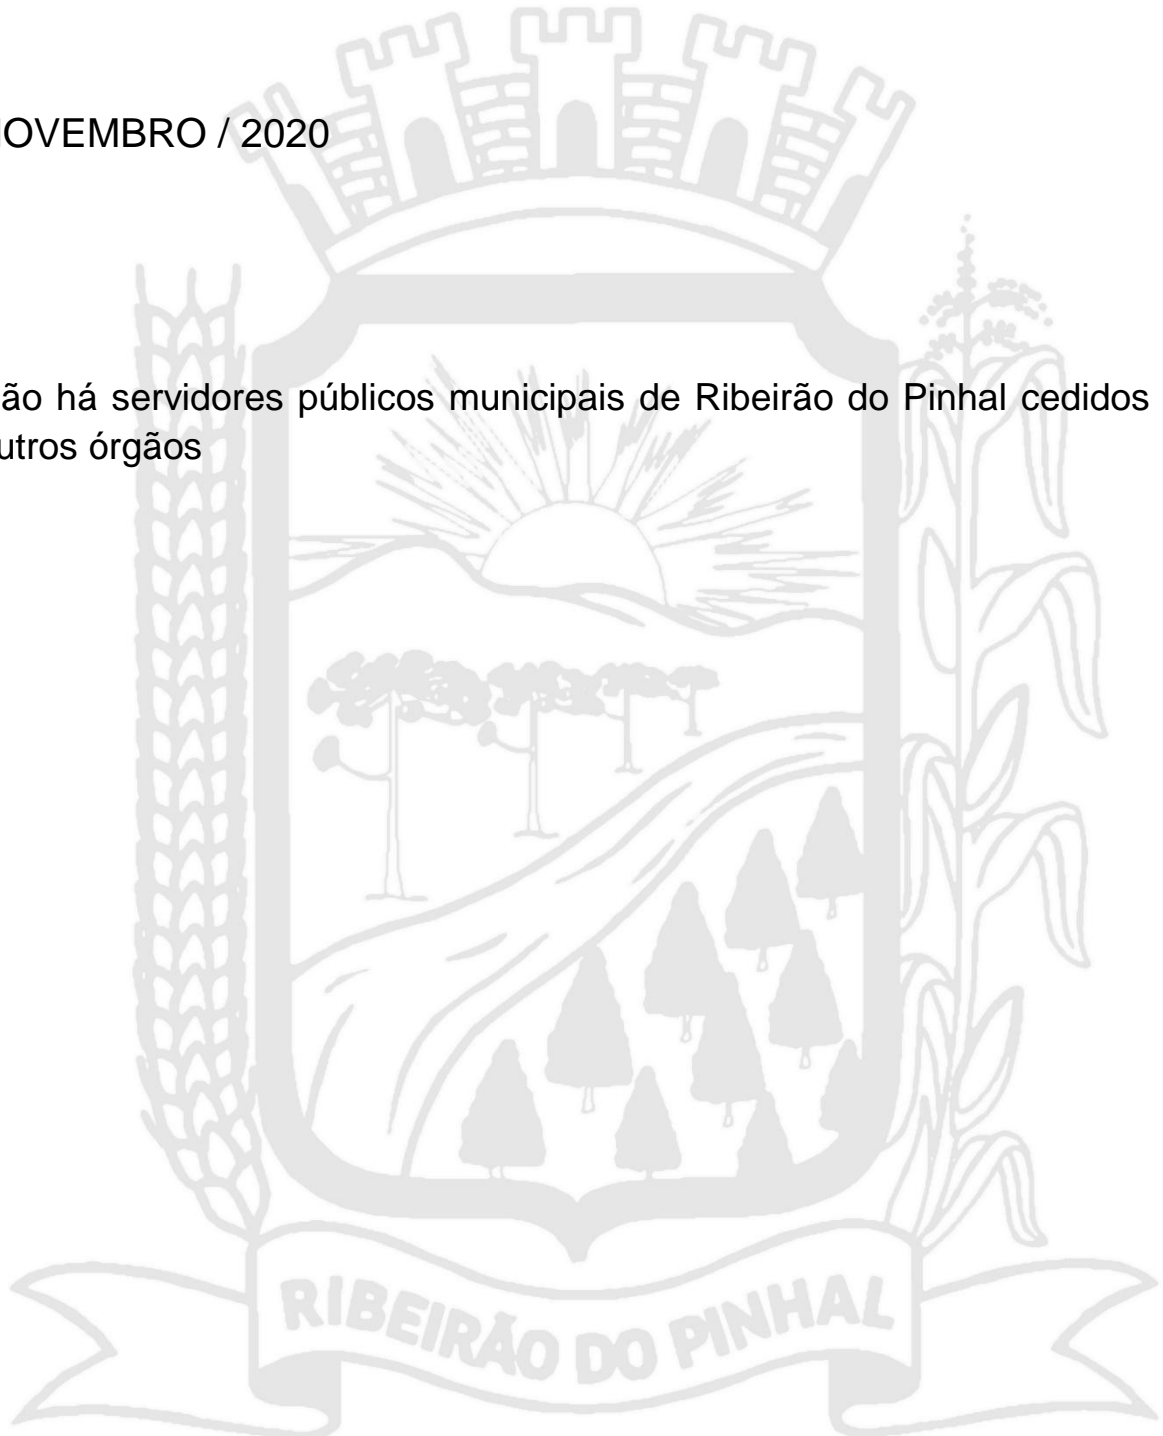 OVEMBRO / 2020
ão há servidores públicos municipais de Ribeirão do Pinhal cedidos
utros órgãos
RIBEIRÃO DO PINHAL